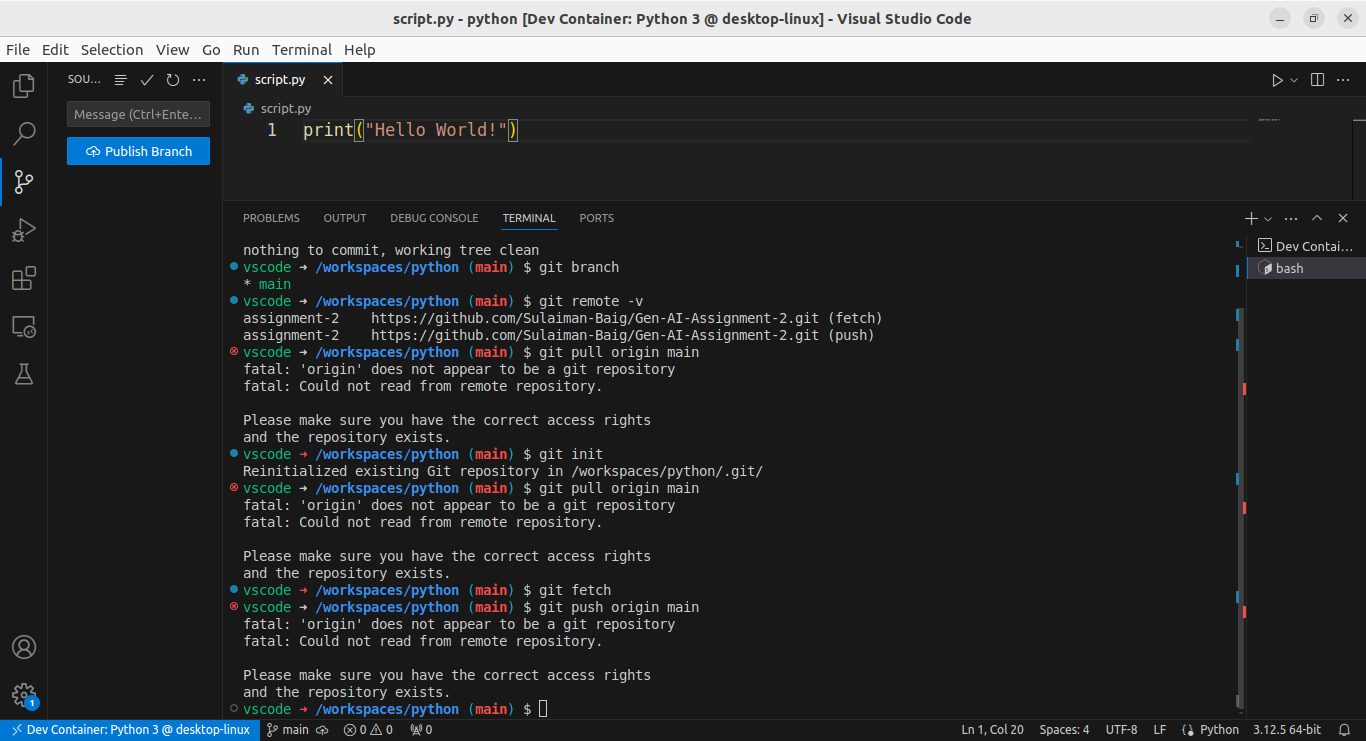 script.py - python [Dev Container: Python 3 @ desktop-linux] - Visual Studio Code
File Edit Selection View Go Run Terminal Help
SOU...
script.py
Message (Ctrl+Ente...
script.py
1 print("Hello World!")
Publish Branch
PROBLEMS OUTPUT DEBUG CONSOLE TERMINAL PORTS
Dev Contai...
bash
nothing to commit, working tree clean
vscode ➜ /workspaces/python (main) $ git branch
* main
vscode ➜ /workspaces/python (main) $ git remote -v
assignment-2    https://github.com/Sulaiman-Baig/Gen-AI-Assignment-2.git (fetch)
assignment-2    https://github.com/Sulaiman-Baig/Gen-AI-Assignment-2.git (push)
vscode ➜ /workspaces/python (main) $ git pull origin main
fatal: 'origin' does not appear to be a git repository
fatal: Could not read from remote repository.
Please make sure you have the correct access rights
and the repository exists.
vscode ➜ /workspaces/python (main) $ git init
Reinitialized existing Git repository in /workspaces/python/.git/
vscode ➜ /workspaces/python (main) $ git pull origin main
fatal: 'origin' does not appear to be a git repository
fatal: Could not read from remote repository.
Please make sure you have the correct access rights
and the repository exists.
vscode ➜ /workspaces/python (main) $ git fetch
vscode ➜ /workspaces/python (main) $ git push origin main
fatal: 'origin' does not appear to be a git repository
fatal: Could not read from remote repository.
Please make sure you have the correct access rights
and the repository exists.
vscode ➜ /workspaces/python (main) $
1
Dev Container: Python 3 @ desktop-linux main 0 0 0 Ln 1, Col 20 Spaces: 4 UTF-8 LF Python 3.12.5 64-bit